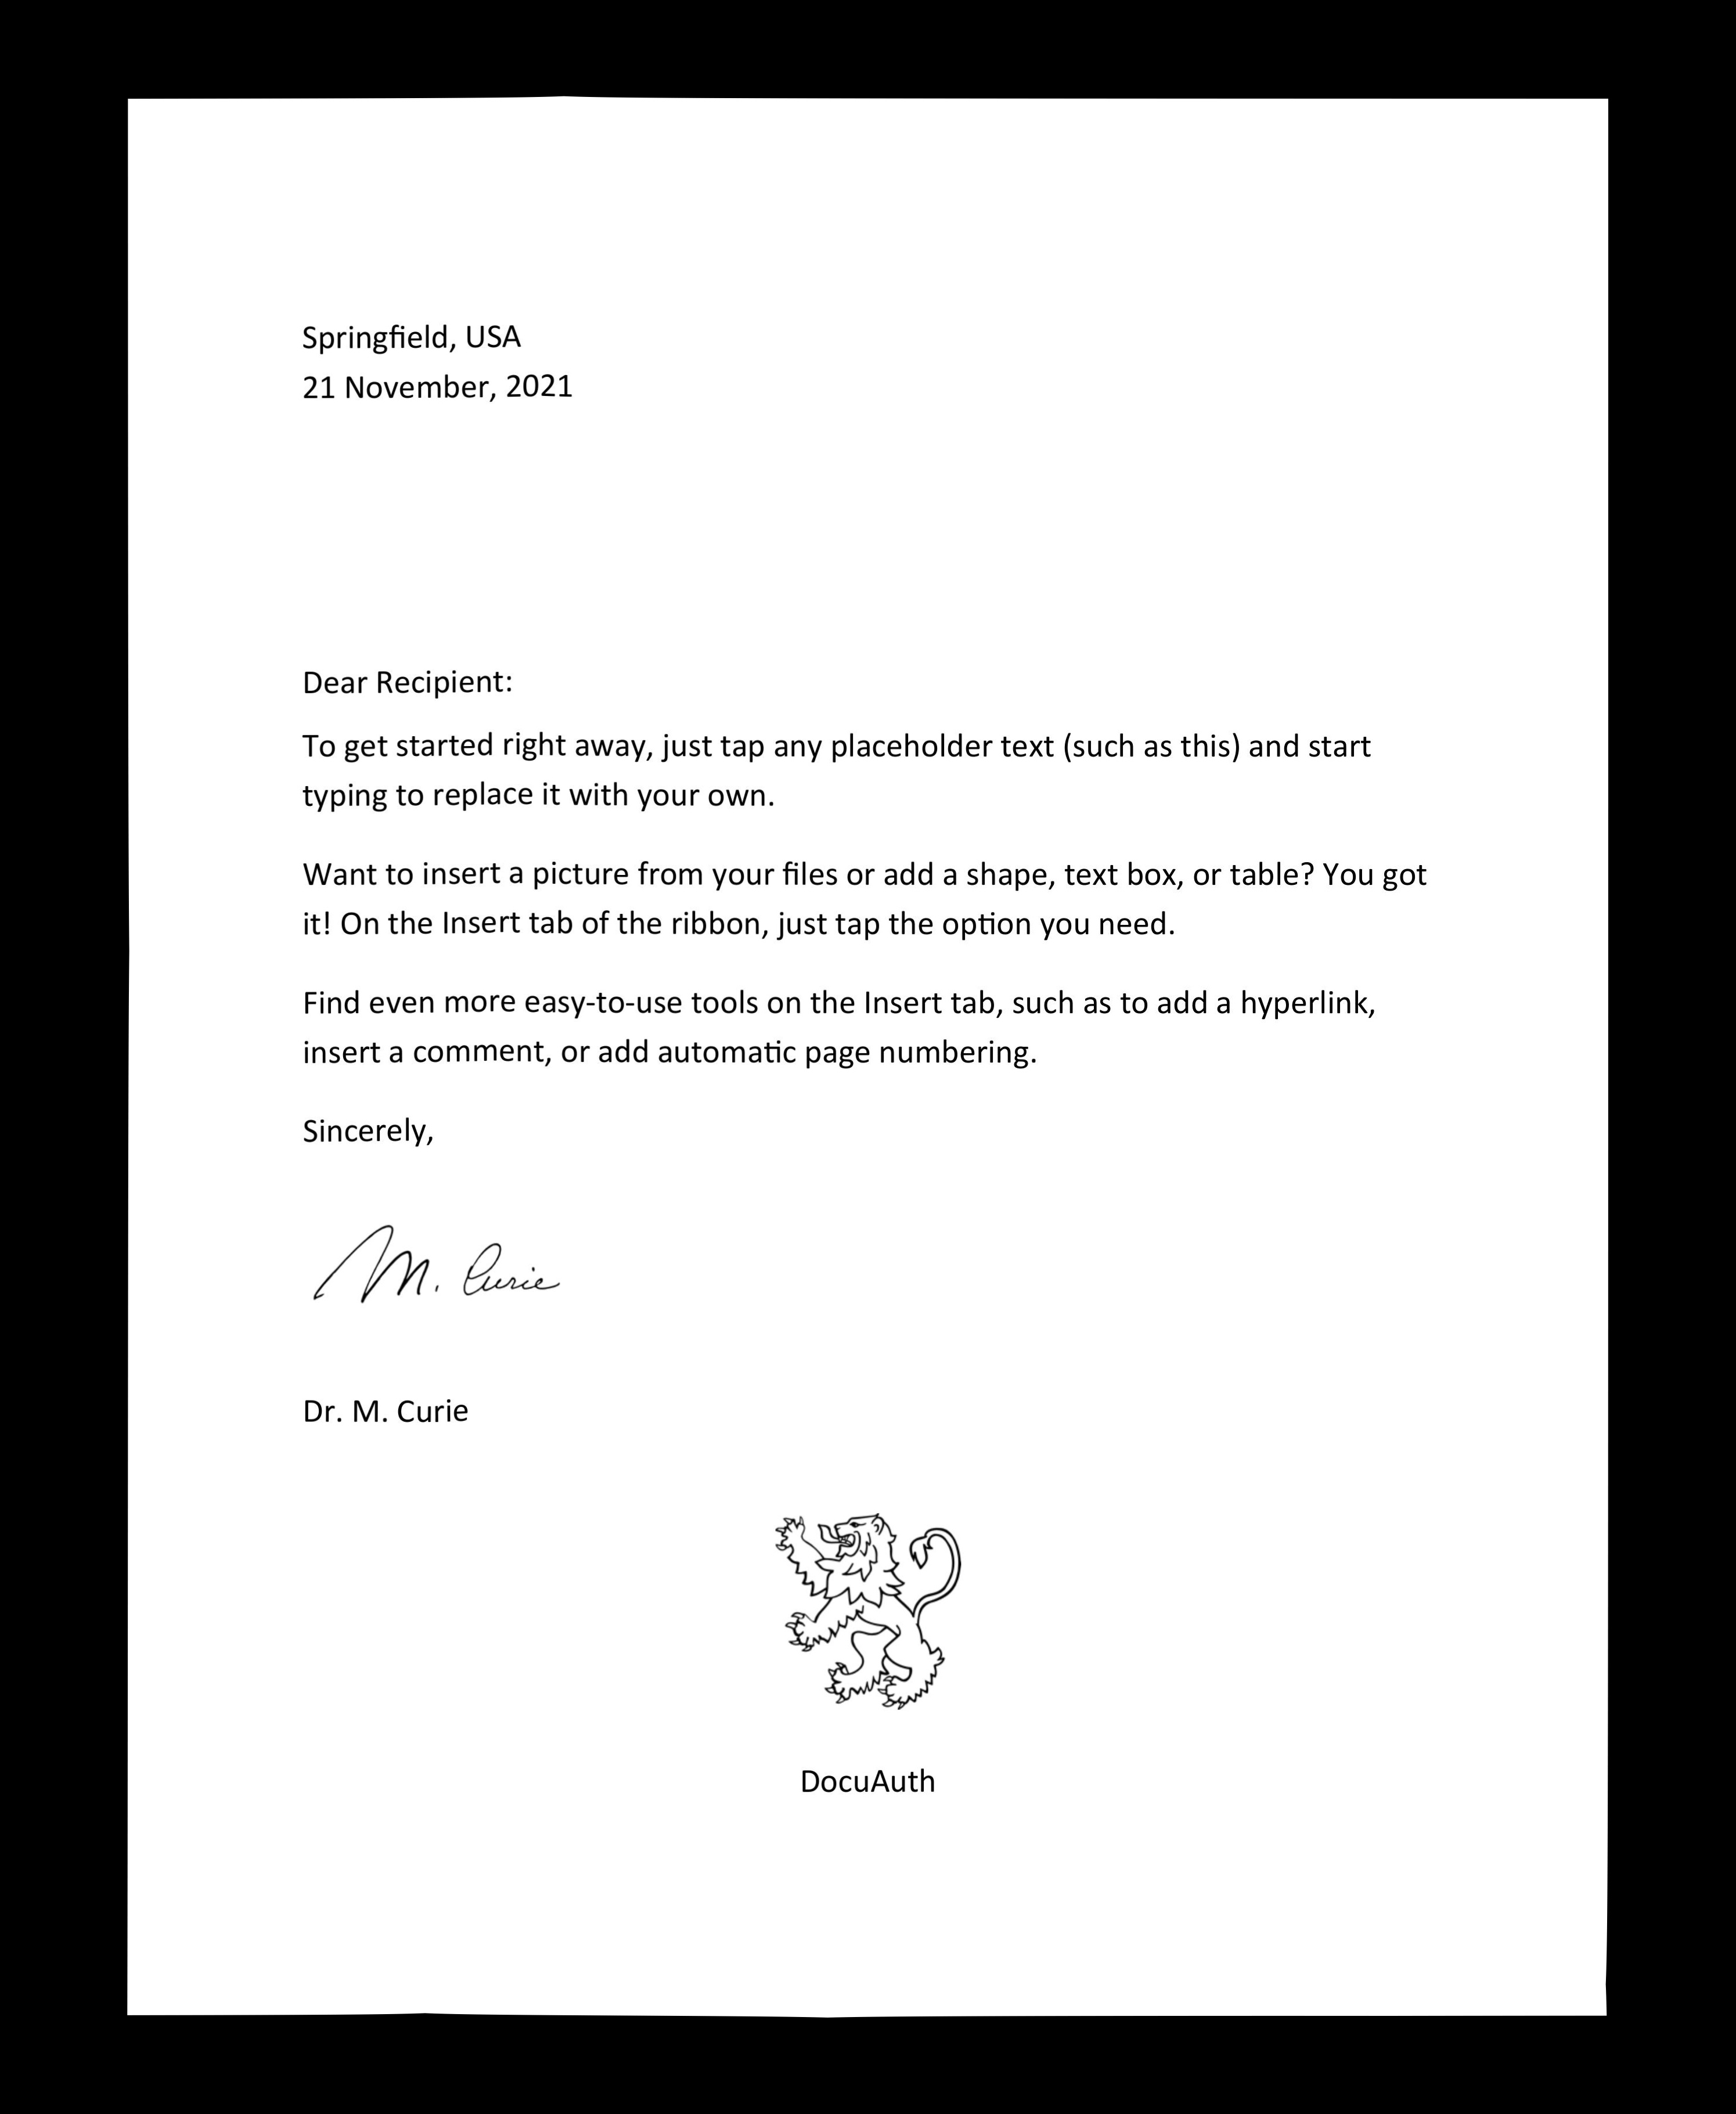 Springfield, USA
21 November, 2021
Dear Recipient:
To get started right away, just tap any placeholder text (such as this) and start
typing to replace it with your own.
Want to insert a picture from your files or add a shape, text box, or table? You got
it! On the Insert tab of the ribbon, just tap the option you need.
Find even more easy-to-use tools on the Insert tab, such as to add a hyperlink,
insert a comment, or add automatic page numbering.
Sincerely,
M. Curie
Dr. M. Curie
DocuAuth